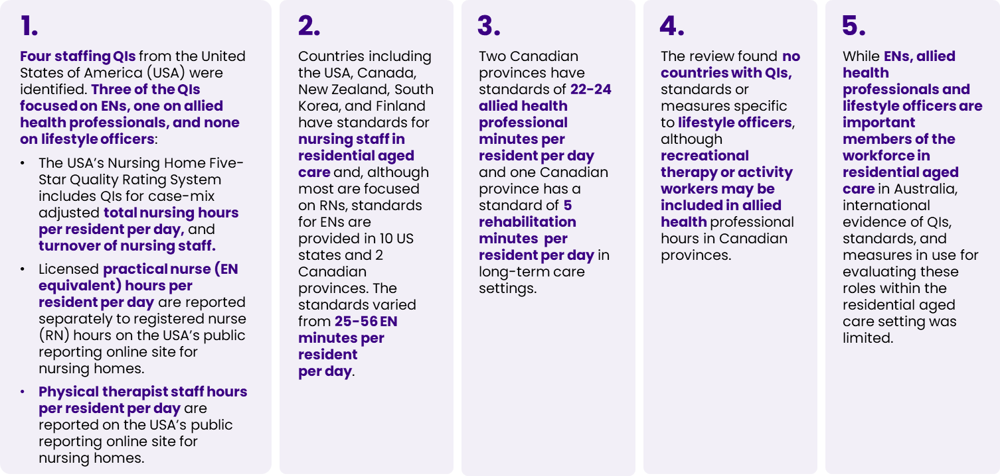 1.
Four staffing QIs from the United
States of America (USA) were
identified. Three of the QIs
focused on ENs, one on allied
health professionals, and none
on lifestyle officers:
• The USA’s Nursing Home Five-
Star Quality Rating System
includes QIs for case-mix
adjusted total nursing hours
per resident per day, and
turnover of nursing staff.
• Licensed practical nurse (EN
equivalent) hours per
resident per day are reported
separately to registered nurse
(RN) hours on the USA’s public
reporting online site for
nursing homes.
• Physical therapist staff hours
per resident per day are
reported on the USA’s public
reporting online site for
nursing homes.
2.
Countries including
the USA, Canada,
New Zealand, South
Korea, and Finland
have standards for
nursing staff in
residential aged
care and, although
most are focused
on RNs, standards
for ENs are
provided in 10 US
states and 2
Canadian
provinces. The
standards varied
from 25-56 EN
minutes per
resident
per day.
3.
Two Canadian
provinces have
standards of 22-24
allied health
professional
minutes per
resident per day
and one Canadian
province has a
standard of 5
rehabilitation
minutes per
resident per day in
long-term care
settings.
4.
The review found no
countries with QIs,
standards or
measures specific
to lifestyle officers,
although
recreational
therapy or activity
workers may be
included in allied
health professional
hours in Canadian
provinces.
5.
While ENs, allied
health
professionals and
lifestyle officers are
important
members of the
workforce in
residential aged
care in Australia,
international
evidence of QIs,
standards, and
measures in use for
evaluating these
roles within the
residential aged
care setting was
limited.